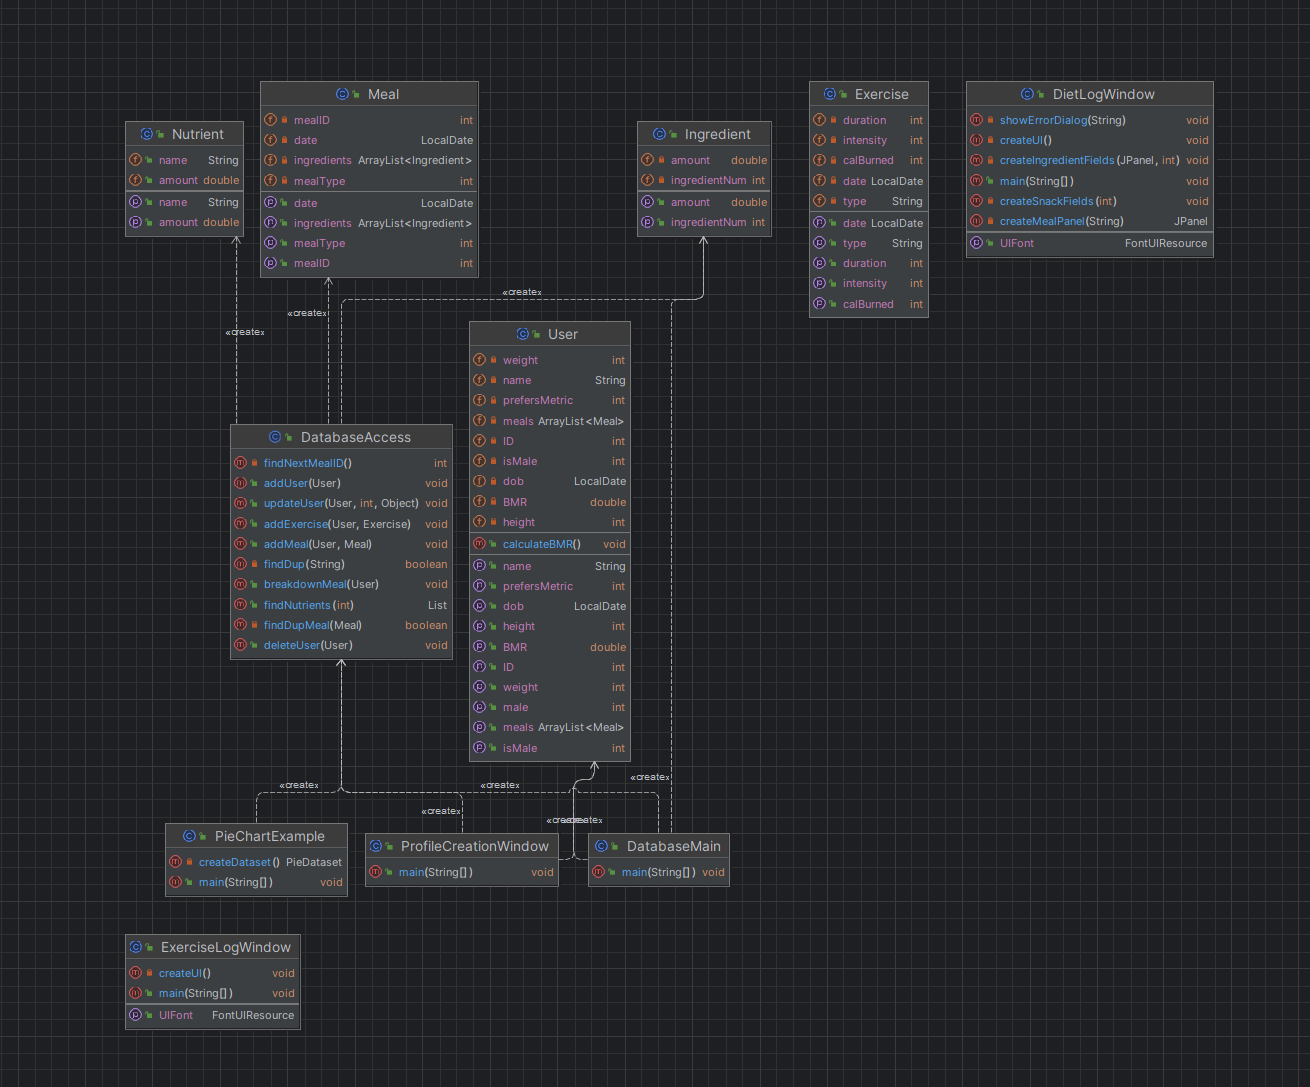 Meal
mealID int
date LocalDate
ingredients ArrayList<Ingredient>
mealType int
date LocalDate
ingredients ArrayList<Ingredient>
mealType int
mealID int
Nutrient
name String
amount double
name String
amount double
Ingredient
amount double
ingredientNum int
amount double
ingredientNum int
Exercise
duration int
intensity int
calBurned int
date LocalDate
type String
date LocalDate
type String
duration int
intensity int
calBurned int
DietLogWindow
showErrorDialog(String) void
createUI() void
createIngredientFields(JPanel, int) void
main(String[]) void
createSnackFields(int) void
createMealPanel(String) JPanel
UIFont FontUIResource
«create»
«create»
«create»
User
weight int
name String
prefersMetric int
meals ArrayList<Meal>
ID int
isMale int
dob LocalDate
BMR double
height int
calculateBMR() void
name String
prefersMetric int
dob LocalDate
height int
BMR double
ID int
weight int
male int
meals ArrayList<Meal>
isMale int
DatabaseAccess
findNextMealID() int
addUser(User) void
updateUser(User, int, Object) void
addExercise(User, Exercise) void
addMeal(User, Meal) void
findDup(String) boolean
breakdownMeal(User) void
findNutrients(int) List
findDupMeal(Meal) boolean
deleteUser(User) void
«create»
«create»
«create»
«create»
«create»
«create»
PieChartExample
createDataset() PieDataset
main(String[]) void
ProfileCreationWindow
main(String[]) void
DatabaseMain
main(String[]) void
ExerciseLogWindow
createUI() void
main(String[]) void
UIFont FontUIResource